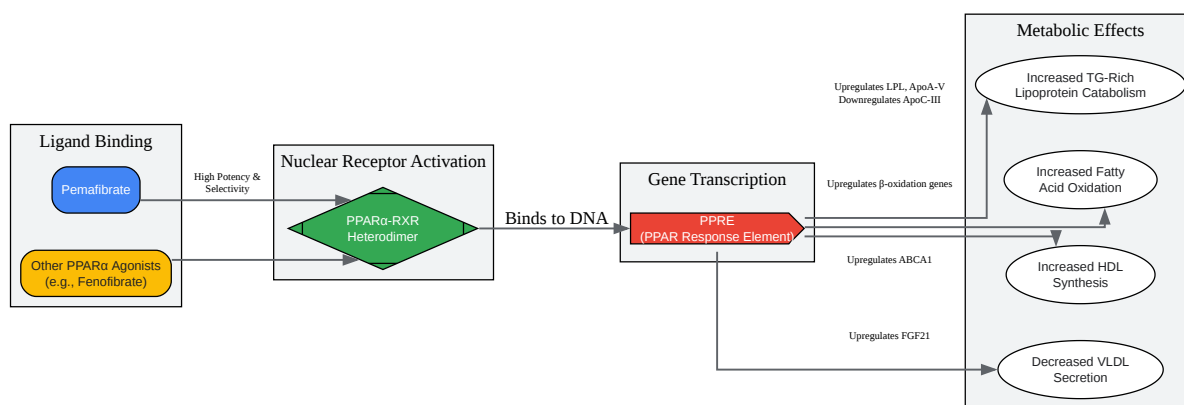 Ligand Binding
Pemafibrate
Other PPARα Agonists
(e.g., Fenofibrate)
High Potency &
Selectivity
Nuclear Receptor Activation
PPARα-RXR
Heterodimer
Binds to DNA
Gene Transcription
PPRE
(PPAR Response Element)
Upregulates LPL, ApoA-V
Downregulates ApoC-III
Upregulates β-oxidation genes
Upregulates ABCA1
Upregulates FGF21
Metabolic Effects
Increased TG-Rich
Lipoprotein Catabolism
Increased Fatty
Acid Oxidation
Increased HDL
Synthesis
Decreased VLDL
Secretion